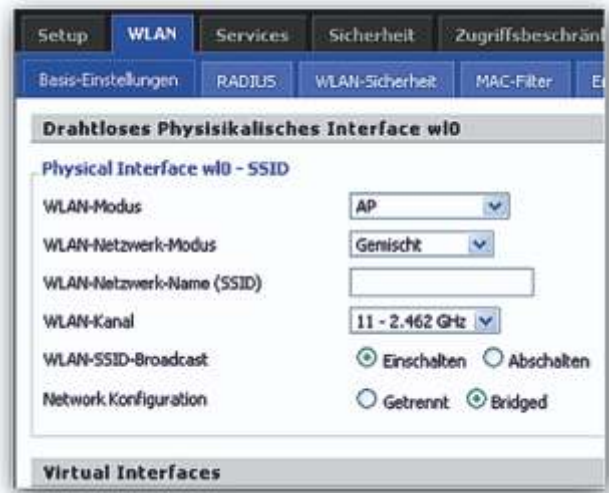 Setup WLAN Services Sicherheit Zugriffsbeschränk
Basis-Einstellungen RADIUS WLAN-Sicherheit MAC-Filter
Drahtloses Physisikalisches Interface wl0
Physical Interface wl0 - SSID
WLAN-Modus AP
WLAN-Netzwerk-Modus Gemischt
WLAN-Netzwerk-Name (SSID)
WLAN-Kanal 11 - 2.462 GHz
WLAN-SSID-Broadcast Einschalten Abschalten
Network Konfiguration Getrennt Bridged
Virtual Interfaces